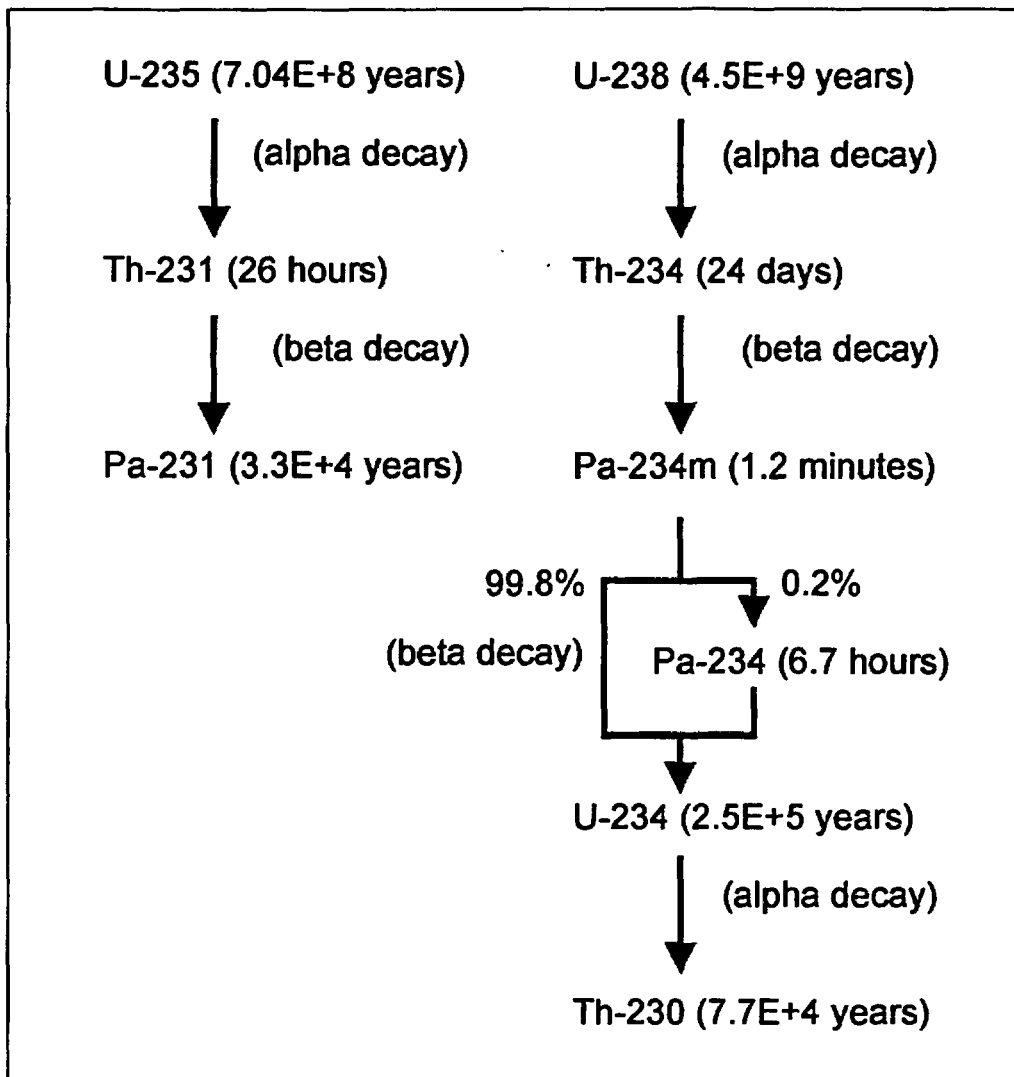 U-235 (7.04E+8 years)
(alpha decay)
Th-231 (26 hours)
(beta decay)
Pa-231 (3.3E+4 years)
U-238 (4.5E+9 years)
(alpha decay)
Th-234 (24 days)
(beta decay)
Pa-234m (1.2 minutes)
99.8%
(beta decay)
0.2%
Pa-234 (6.7 hours)
U-234 (2.5E+5 years)
(alpha decay)
Th-230 (7.7E+4 years)